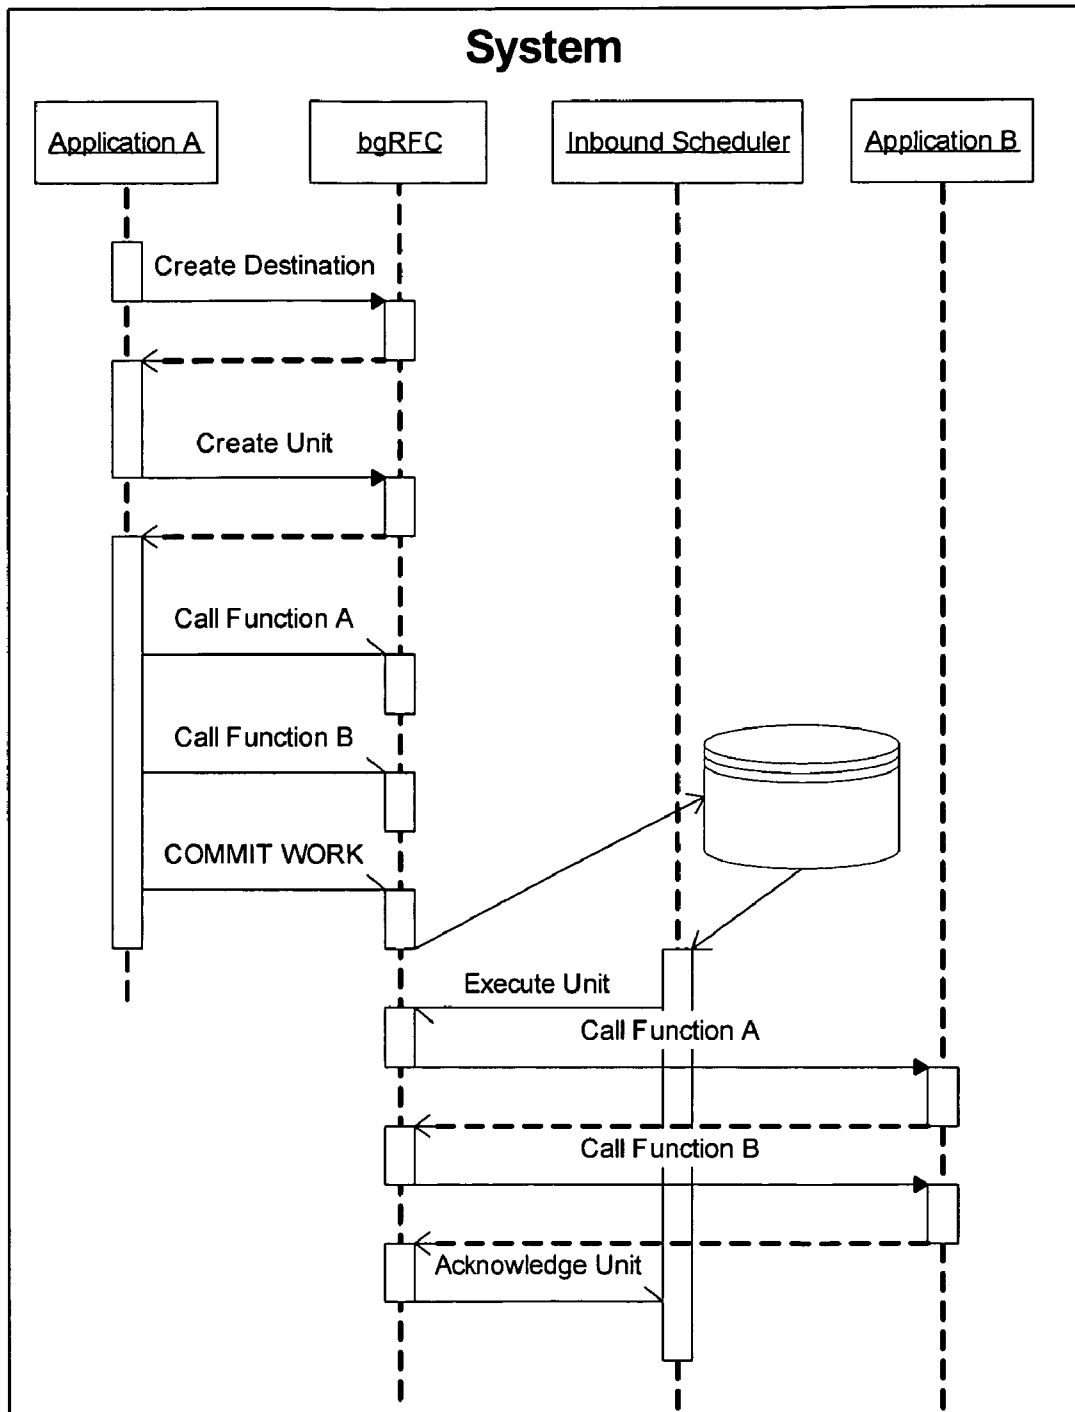 System
Application A
bgRFC
Inbound Scheduler
Application B
Create Destination
Create Unit
Call Function A
Call Function B
COMMIT WORK
Execute Unit
Call Function A
Call Function B
Acknowledge Unit